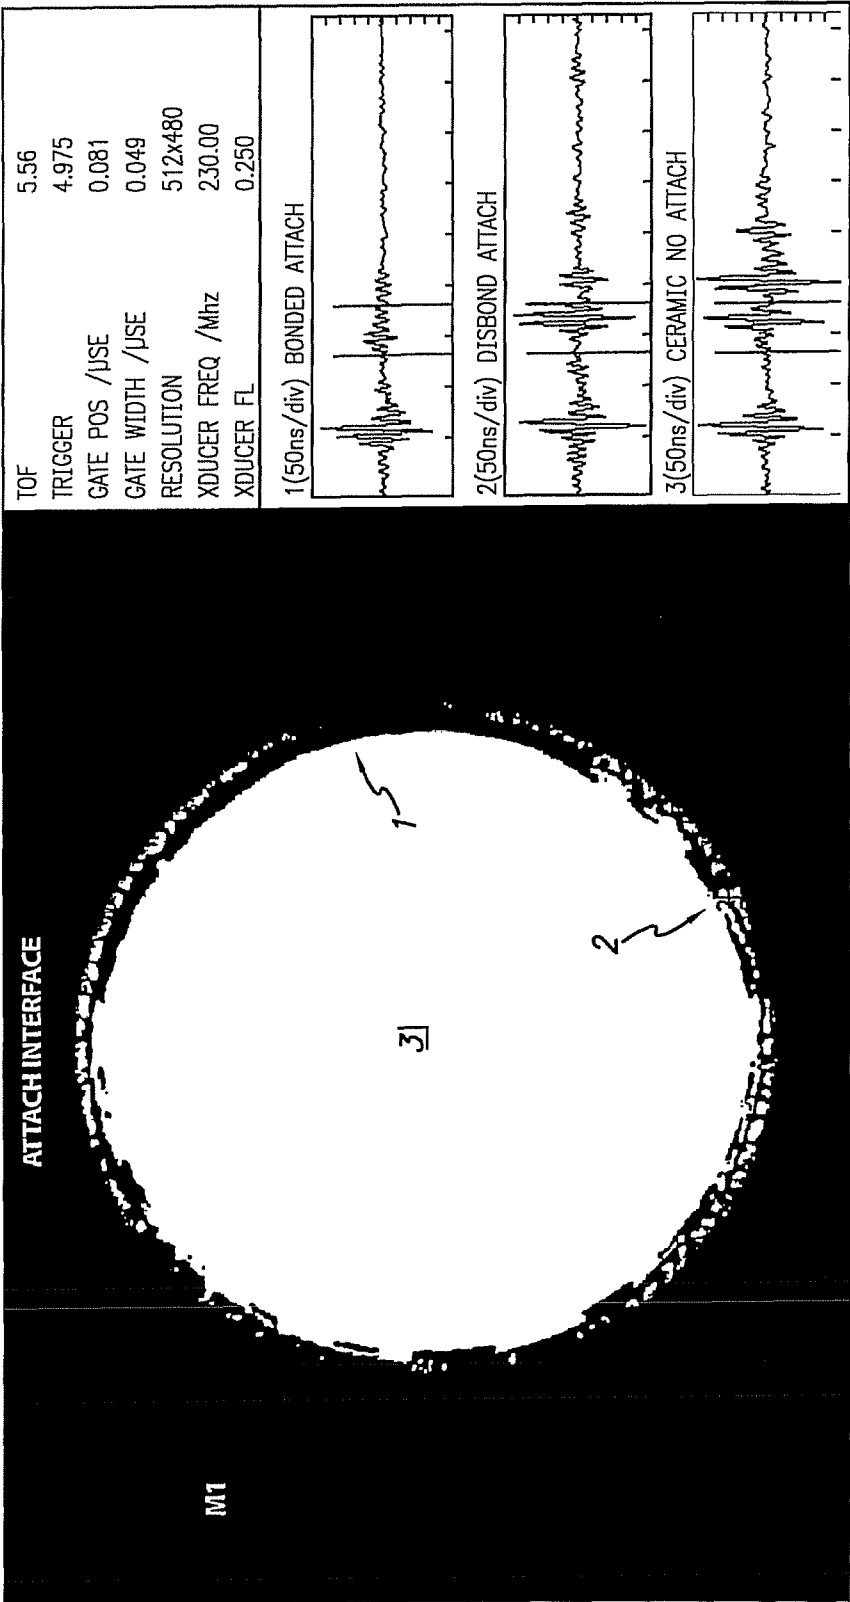 TOF 5.56
TRIGGER 4.975
GATE POS /µSE 0.081
GATE WIDTH /µSE 0.049
RESOLUTION 512x480
XDUCER FREQ /Mhz 230.00
XDUCER FL 0.250
1(50ns/div) BONDED ATTACH
2(50ns/div) DISBOND ATTACH
3(50ns/div) CERAMIC NO ATTACH
ATTACH INTERFACE
1
2
3
M1